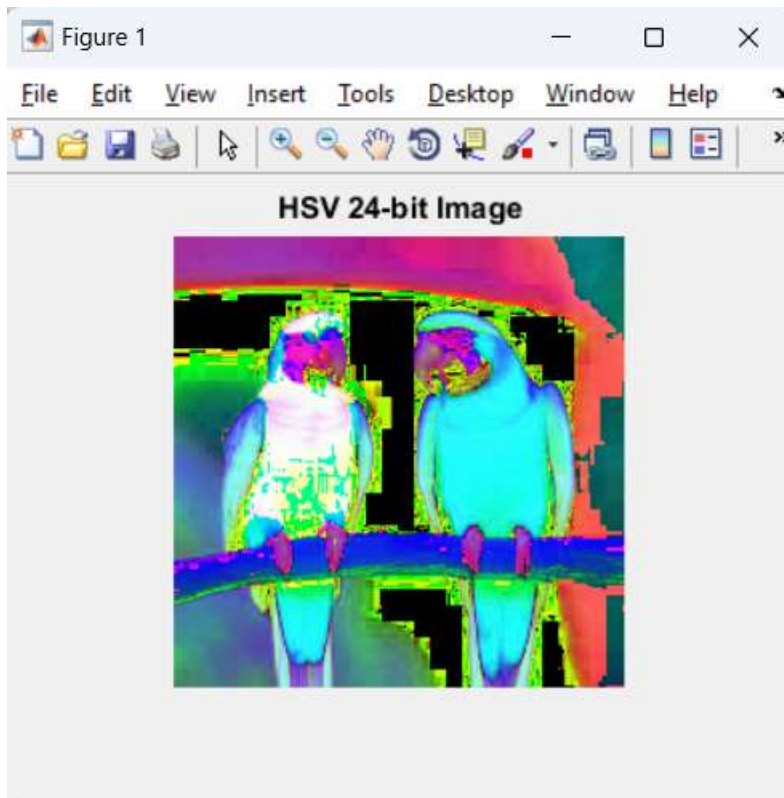 Figure 1
File Edit View Insert Tools Desktop Window Help
HSV 24-bit Image